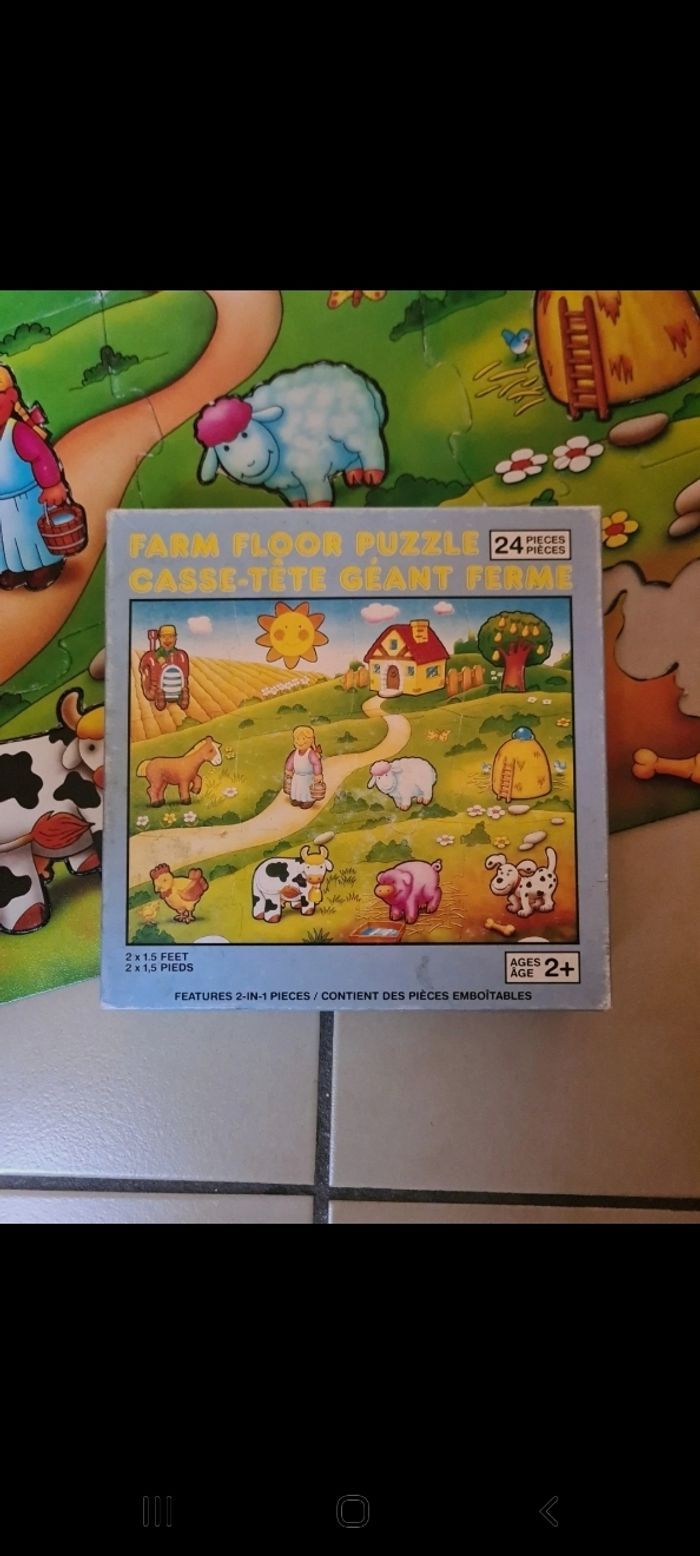 FARM FLOOR PUZZLE
24 PIECES
PIÈCES
CASSE-TÊTE GÉANT FERME
2 x 1.5 FEET
2 x 1,5 PIEDS
AGES
ÂGE 2+
FEATURES 2-IN-1 PIECES / CONTIENT DES PIÈCES EMBOÎTABLES